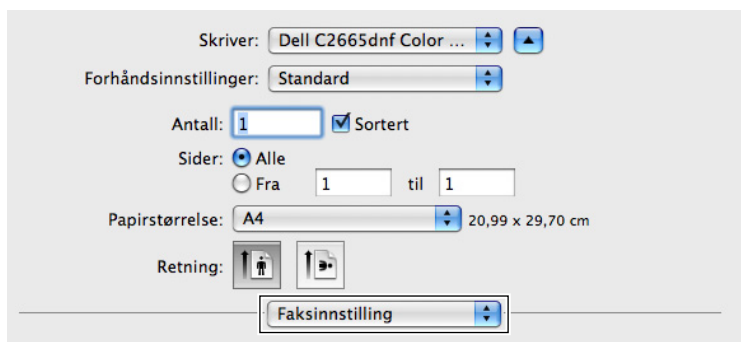 Skriver: Dell C2665dnf Color ...
Forhåndsinnstillinger: Standard
Antall: 1 Sortert
Sider: Alle
Fra 1 til 1
Papirstørrelse: A4 20,99 x 29,70 cm
Retning:
Faksinnstilling